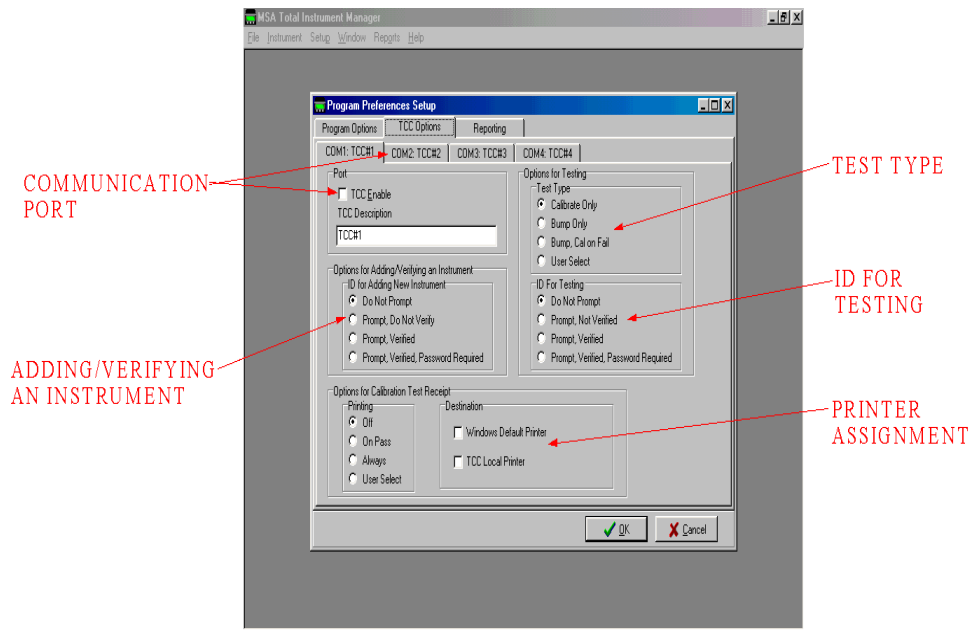 MSA Total Instrument Manager
File Instrument Setup Window Reports Help
Program Preferences Setup
Program Options TCC Options Reporting
COM1: TCC#1 COM2: TCC#2 COM3: TCC#3 COM4: TCC#4
Port
TCC Enable
TCC Description
TCC#1
Options for Adding/Verifying an Instrument
ID for Adding New Instrument
Do Not Prompt
Prompt, Do Not Verify
Prompt, Verified
Prompt, Verified, Password Required
Options for Testing
Test Type
Calibrate Only
Bump Only
Bump, Cal on Fail
User Select
ID For Testing
Do Not Prompt
Prompt, Not Verified
Prompt, Verified
Prompt, Verified, Password Required
Options for Calibration Test Receipt
Printing
Off
On Pass
Always
User Select
Destination
Windows Default Printer
TCC Local Printer
OK Cancel
COMMUNICATION
PORT
ADDING/VERIFYING
AN INSTRUMENT
TEST TYPE
ID FOR
TESTING
PRINTER
ASSIGNMENT